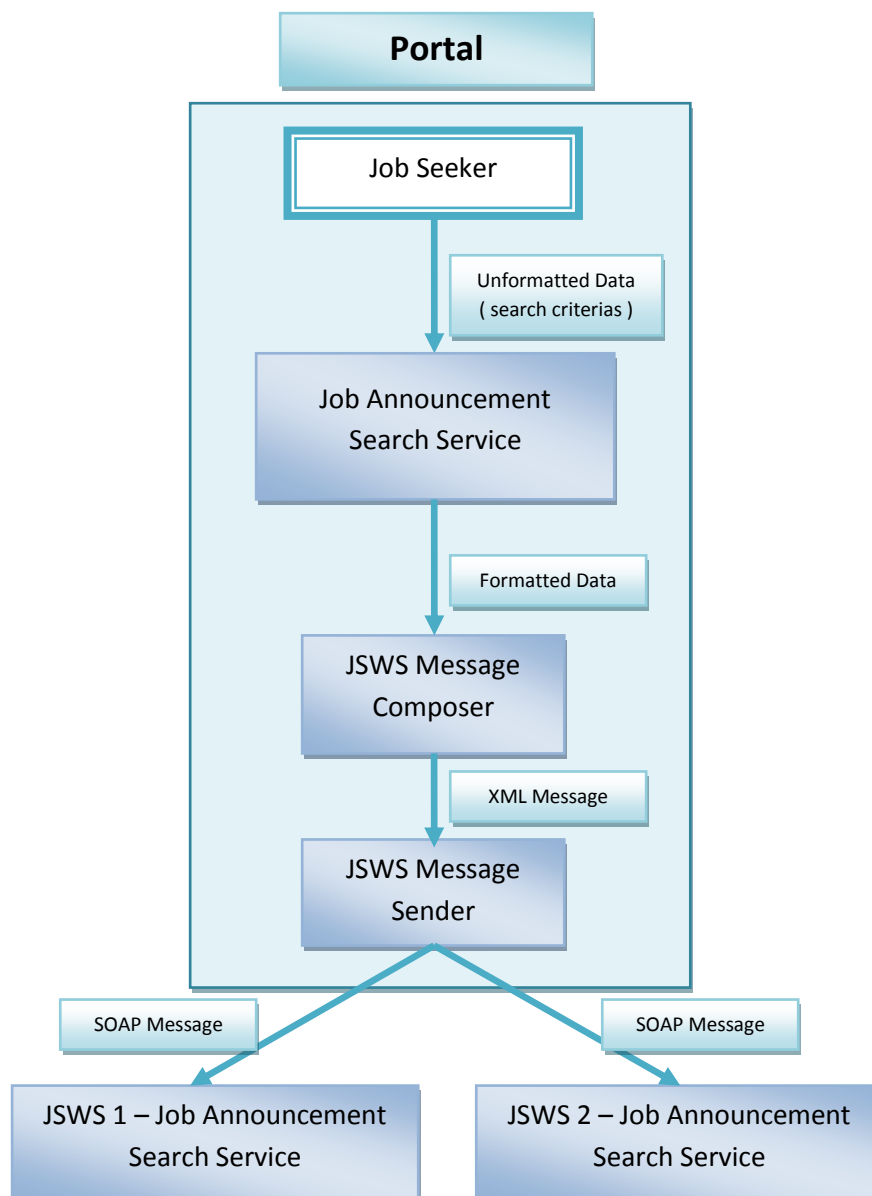 Portal
Job Seeker
Unformatted Data
( search criterias )
Job Announcement
Search Service
Formatted Data
JSWS Message
Composer
XML Message
JSWS Message
Sender
SOAP Message
SOAP Message
JSWS 1 – Job Announcement
Search Service
JSWS 2 – Job Announcement
Search Service